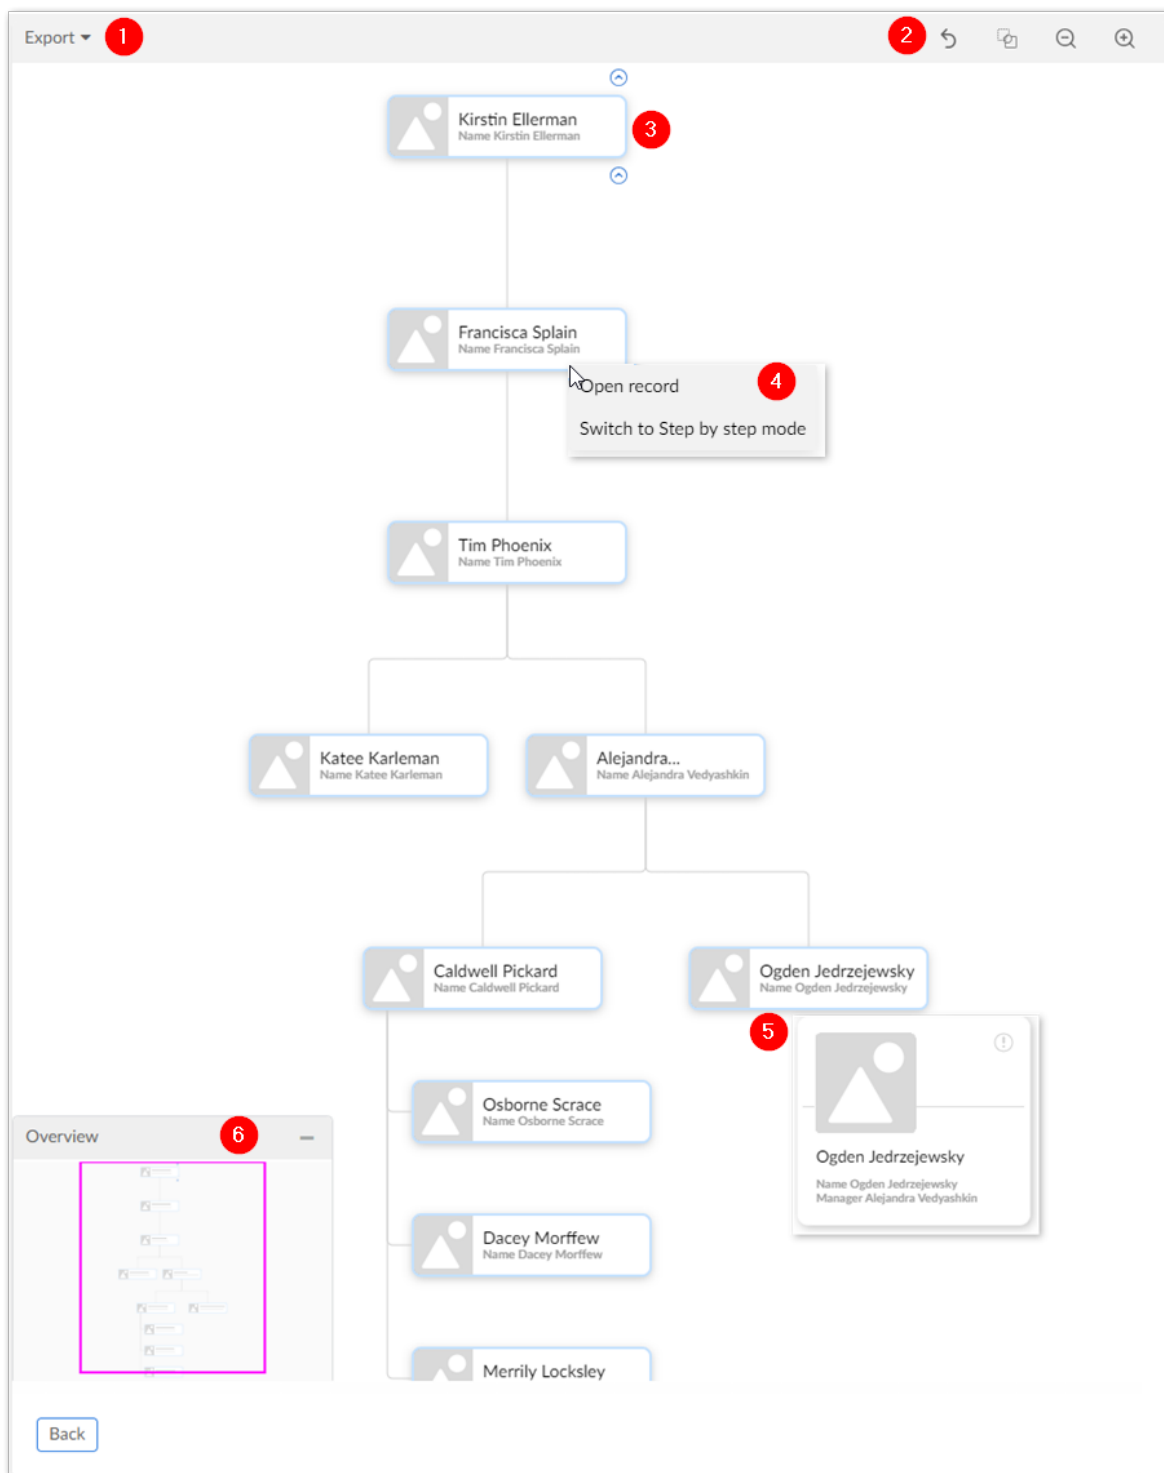 Export
1
2
Kirstin Ellerman
Name Kirstin Ellerman
3
Francisca Splain
Name Francisca Splain
Open record
4
Switch to Step by step mode
Tim Phoenix
Name Tim Phoenix
Katee Karleman
Name Katee Karleman
Alejandra...
Name Alejandra Vedyashkin
Caldwell Pickard
Name Caldwell Pickard
Ogden Jedrzejewsky
Name Ogden Jedrzejewsky
5
Ogden Jedrzejewsky
Name Ogden Jedrzejewsky
Manager Alejandra Vedyashkin
Osborne Scrace
Name Osborne Scrace
Overview
6
Dacey Morffew
Name Dacey Morffew
Merrily Locksley
Back